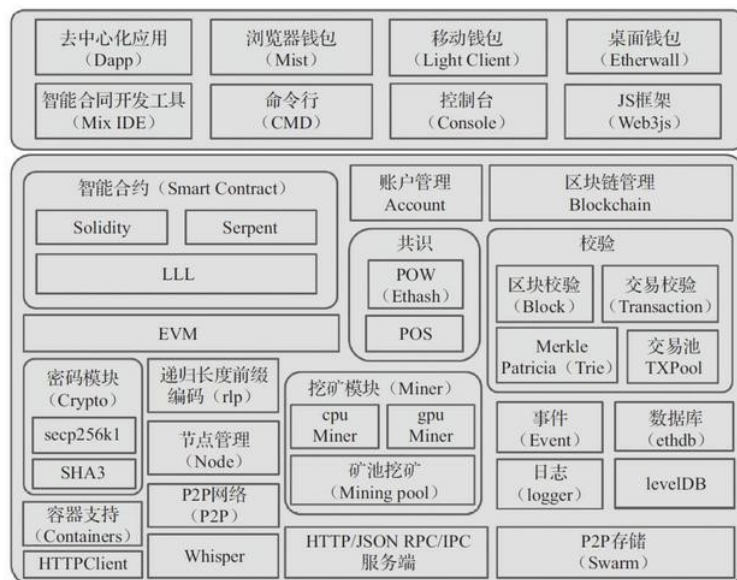 去中心化应用
（Dapp）
浏览器钱包
（Mist）
移动钱包
（Light Client）
桌面钱包
（Etherwall）
智能合同开发工具
（Mix IDE）
命令行
（CMD）
控制台
（Console）
JS框架
（Web3js）
智能合约（Smart Contract）
Solidity
Serpent
LLL
EVM
账户管理
Account
区块链管理
Blockchain
共识
POW
（Ethash）
POS
校验
区块校验
（Block）
交易校验
（Transaction）
Merkle
Patricia（Trie）
交易池
TXPool
密码模块
（Crypto）
secp256k1
SHA3
递归长度前缀
编码（rlp）
节点管理
（Node）
P2P网络
（P2P）
Whisper
容器支持
（Containers）
HTTPClient
挖矿模块（Miner）
cpu
Miner
gpu
Miner
矿池挖矿
（Mining pool）
事件
（Event）
数据库
（ethdb）
日志
（logger）
levelDB
HTTP/JSON RPC/IPC
服务端
P2P存储
（Swarm）